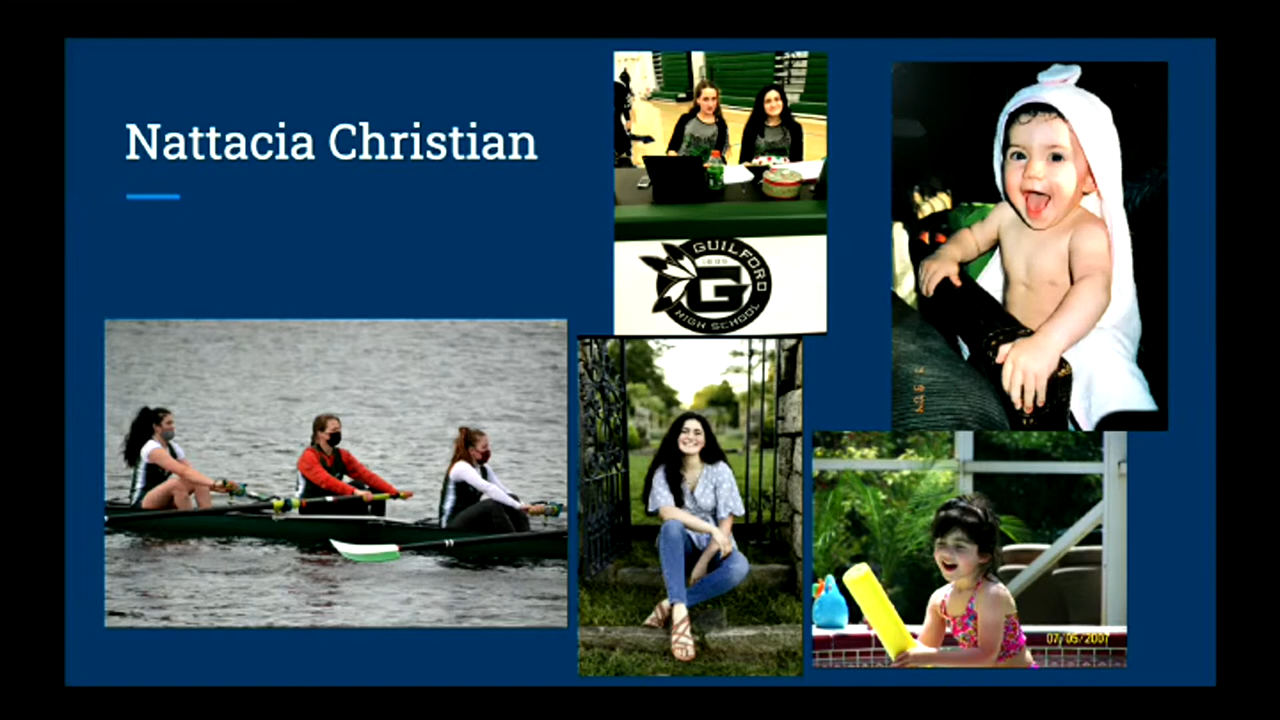 Nattacia Christian
GUILFORD
G
HIGH SCHOOL
07/05/2007